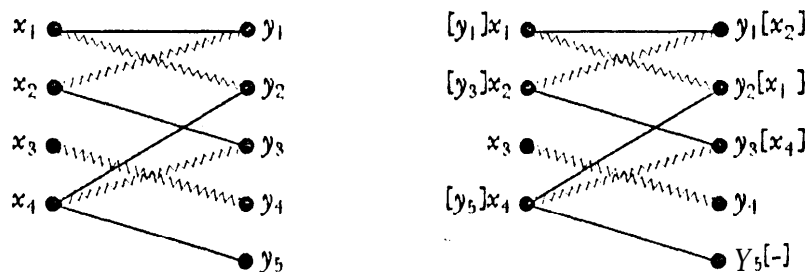 x₁ y₁ [y₁]x₁ y₁[x₂]
x₂ y₂ [y₃]x₂ y₂[x₁]
x₃ y₃ x₃ y₃[x₄]
x₄ y₄ [y₅]x₄ y₄
y₅ Y₅[-]